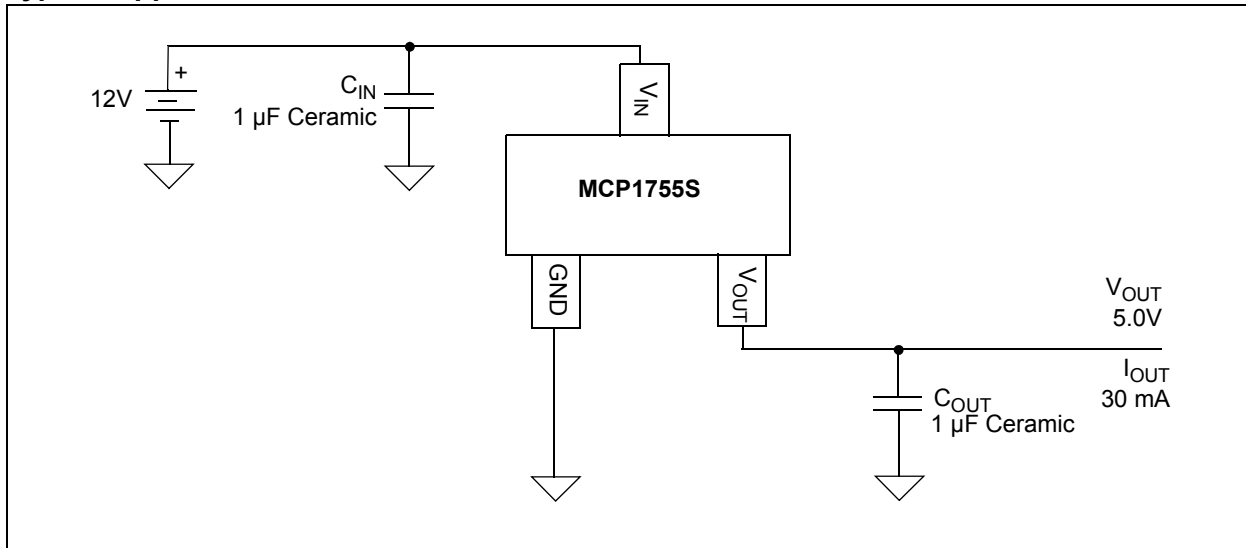 +
12V
C_IN
1 µF Ceramic
V_IN
MCP1755S
GND
V_OUT
V_OUT
5.0V
I_OUT
30 mA
C_OUT
1 µF Ceramic